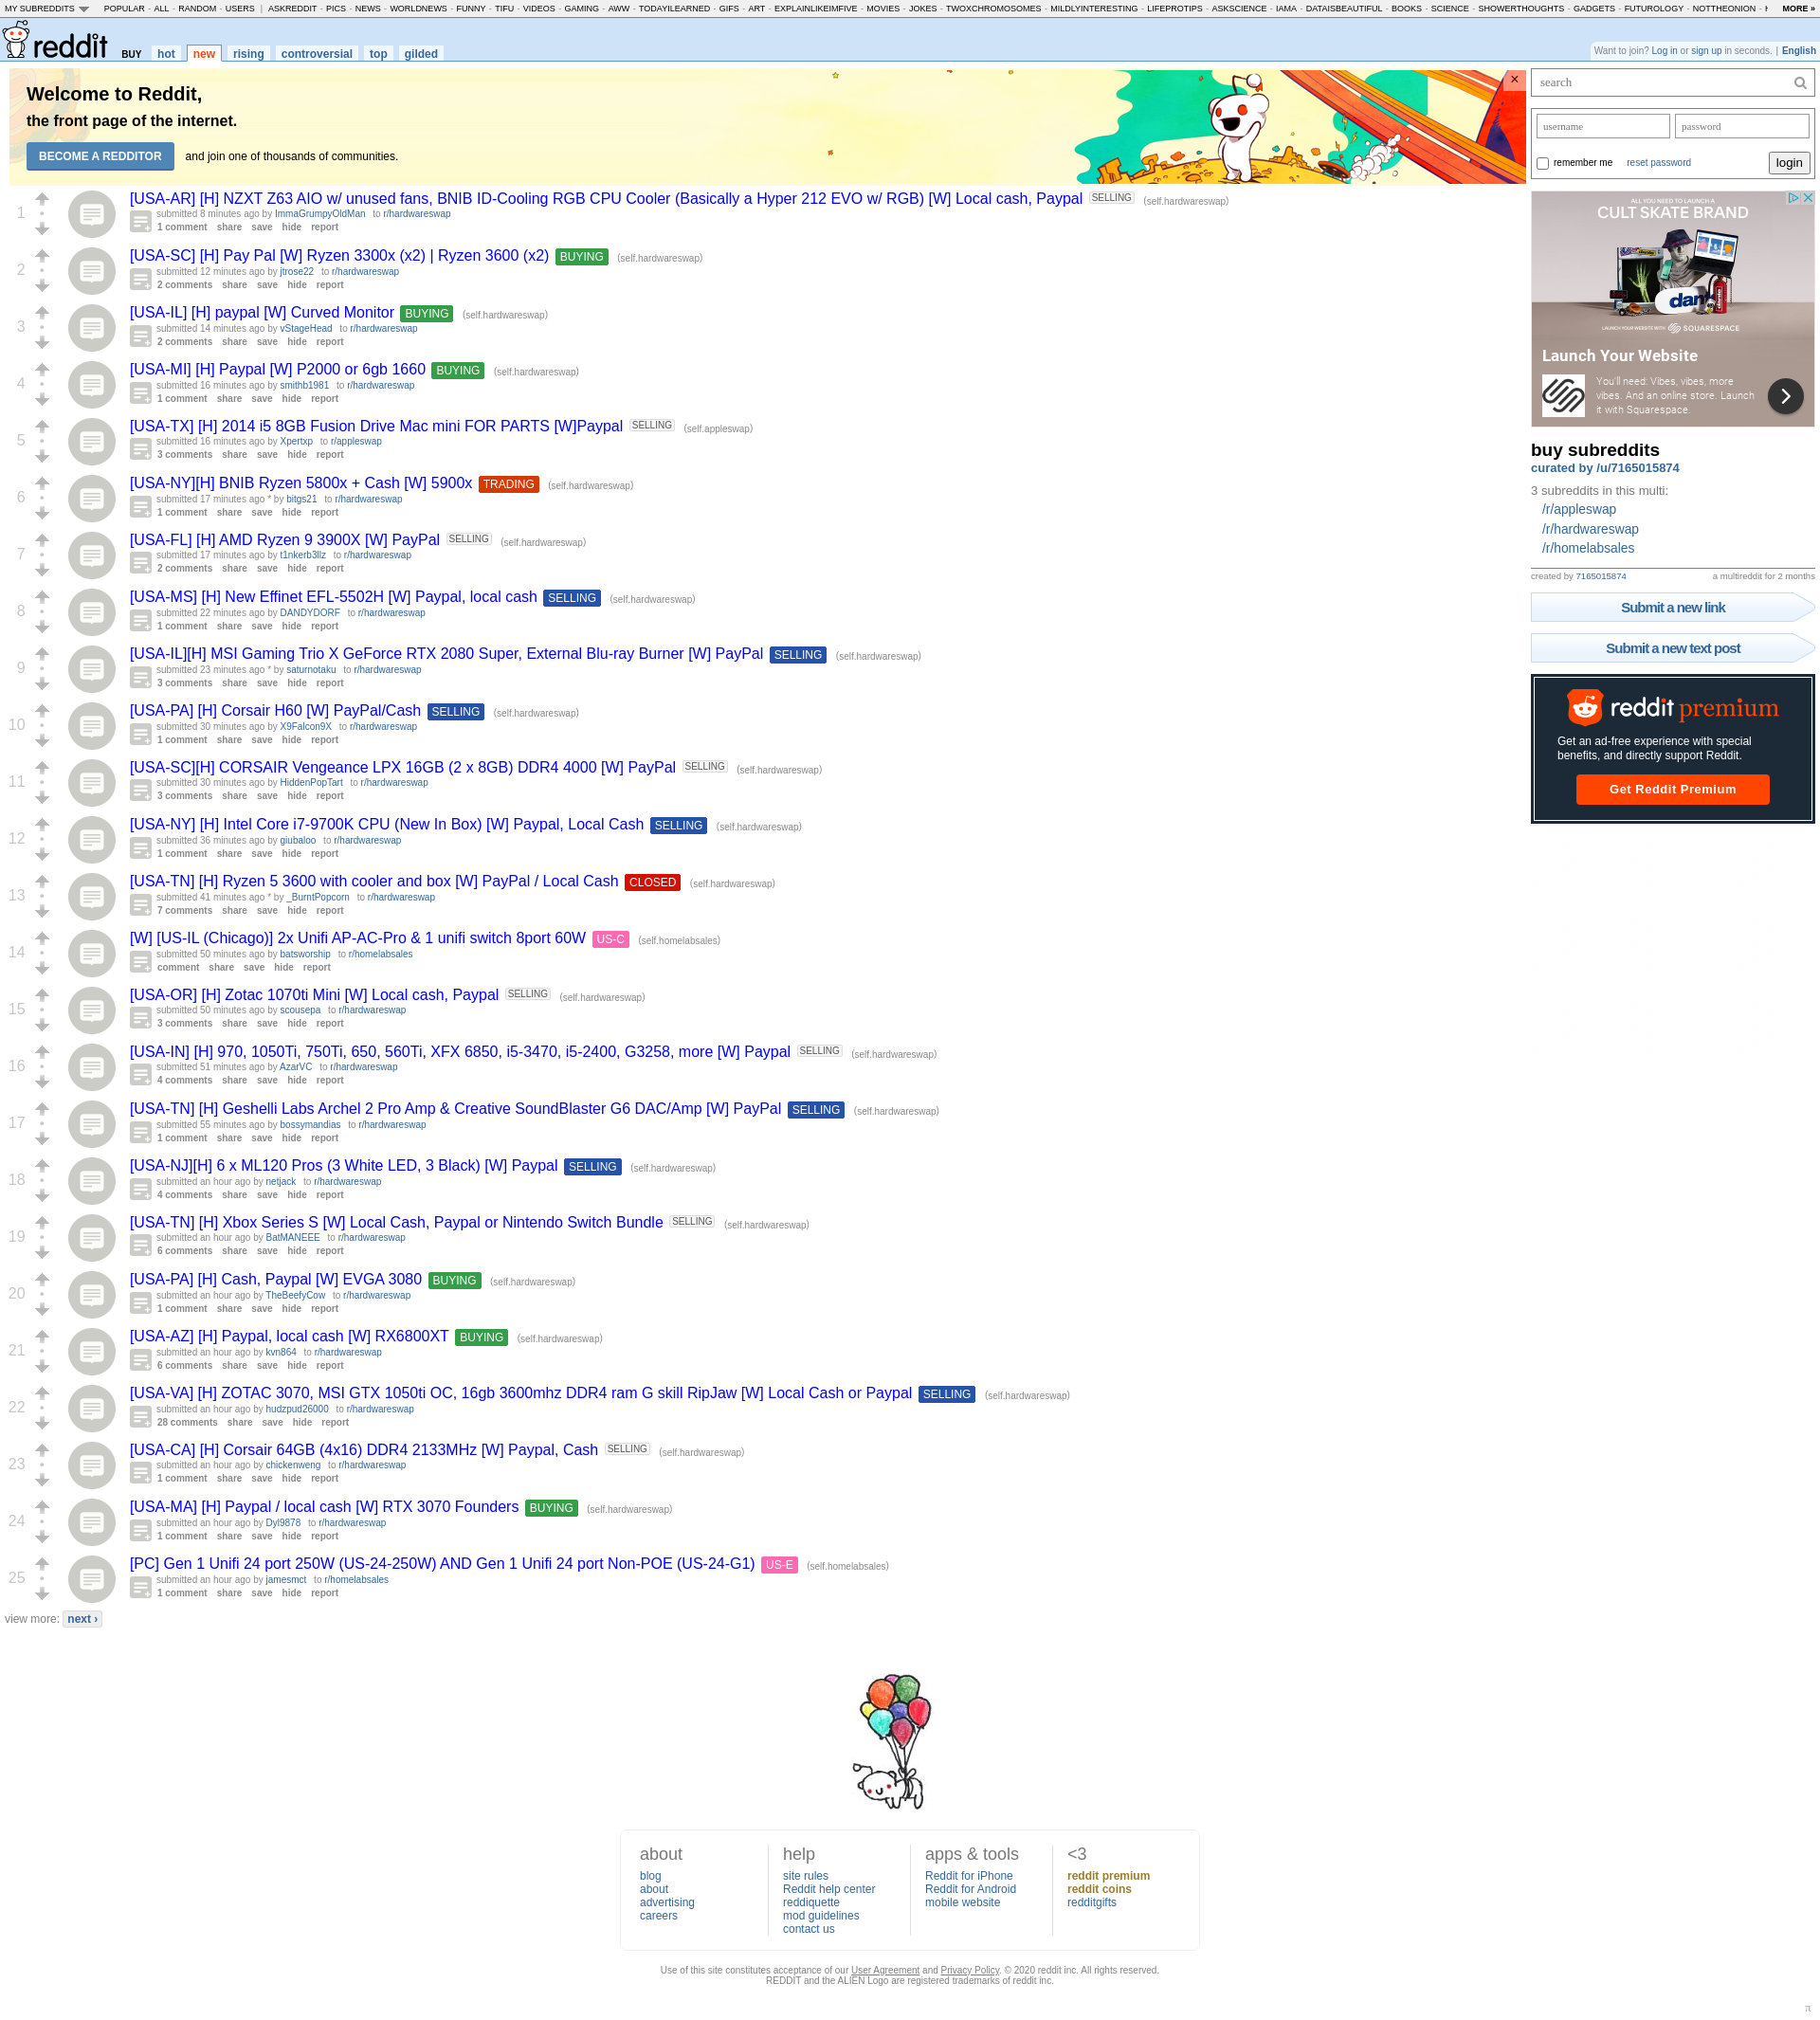 MY SUBREDDITS POPULAR - ALL - RANDOM - USERS | ASKREDDIT - PICS - NEWS - WORLDNEWS - FUNNY - TIFU - VIDEOS - GAMING - AWW - TODAYILEARNED - GIFS - ART - EXPLAINLIKEIMFIVE - MOVIES - JOKES - TWOXCHROMOSOMES - MILDLYINTERESTING - LIFEPROTIPS - ASKSCIENCE - IAMA - DATAISBEAUTIFUL - BOOKS - SCIENCE - SHOWERTHOUGHTS - GADGETS - FUTUROLOGY - NOTTHEONION - MORE »
reddit BUY hot new rising controversial top gilded
Want to join? Log in or sign up in seconds. | English
Welcome to Reddit,
the front page of the internet.
BECOME A REDDITOR and join one of thousands of communities.
×
1
[USA-AR] [H] NZXT Z63 AIO w/ unused fans, BNIB ID-Cooling RGB CPU Cooler (Basically a Hyper 212 EVO w/ RGB) [W] Local cash, Paypal SELLING (self.hardwareswap)
submitted 8 minutes ago by ImmaGrumpyOldMan to r/hardwareswap
1 comment share save hide report
2
[USA-SC] [H] Pay Pal [W] Ryzen 3300x (x2) | Ryzen 3600 (x2) BUYING (self.hardwareswap)
submitted 12 minutes ago by jtrose22 to r/hardwareswap
2 comments share save hide report
3
[USA-IL] [H] paypal [W] Curved Monitor BUYING (self.hardwareswap)
submitted 14 minutes ago by vStageHead to r/hardwareswap
2 comments share save hide report
4
[USA-MI] [H] Paypal [W] P2000 or 6gb 1660 BUYING (self.hardwareswap)
submitted 16 minutes ago by smithb1981 to r/hardwareswap
1 comment share save hide report
5
[USA-TX] [H] 2014 i5 8GB Fusion Drive Mac mini FOR PARTS [W]Paypal SELLING (self.appleswap)
submitted 16 minutes ago by Xpertxp to r/appleswap
3 comments share save hide report
6
[USA-NY][H] BNIB Ryzen 5800x + Cash [W] 5900x TRADING (self.hardwareswap)
submitted 17 minutes ago * by bitgs21 to r/hardwareswap
1 comment share save hide report
7
[USA-FL] [H] AMD Ryzen 9 3900X [W] PayPal SELLING (self.hardwareswap)
submitted 17 minutes ago by t1nkerb3llz to r/hardwareswap
2 comments share save hide report
8
[USA-MS] [H] New Effinet EFL-5502H [W] Paypal, local cash SELLING (self.hardwareswap)
submitted 22 minutes ago by DANDYDORF to r/hardwareswap
1 comment share save hide report
9
[USA-IL][H] MSI Gaming Trio X GeForce RTX 2080 Super, External Blu-ray Burner [W] PayPal SELLING (self.hardwareswap)
submitted 23 minutes ago * by saturnotaku to r/hardwareswap
3 comments share save hide report
10
[USA-PA] [H] Corsair H60 [W] PayPal/Cash SELLING (self.hardwareswap)
submitted 30 minutes ago by X9Falcon9X to r/hardwareswap
1 comment share save hide report
11
[USA-SC][H] CORSAIR Vengeance LPX 16GB (2 x 8GB) DDR4 4000 [W] PayPal SELLING (self.hardwareswap)
submitted 30 minutes ago by HiddenPopTart to r/hardwareswap
3 comments share save hide report
12
[USA-NY] [H] Intel Core i7-9700K CPU (New In Box) [W] Paypal, Local Cash SELLING (self.hardwareswap)
submitted 36 minutes ago by giubaloo to r/hardwareswap
1 comment share save hide report
13
[USA-TN] [H] Ryzen 5 3600 with cooler and box [W] PayPal / Local Cash CLOSED (self.hardwareswap)
submitted 41 minutes ago * by _BurntPopcorn to r/hardwareswap
7 comments share save hide report
14
[W] [US-IL (Chicago)] 2x Unifi AP-AC-Pro & 1 unifi switch 8port 60W US-C (self.homelabsales)
submitted 50 minutes ago by batsworship to r/homelabsales
comment share save hide report
15
[USA-OR] [H] Zotac 1070ti Mini [W] Local cash, Paypal SELLING (self.hardwareswap)
submitted 50 minutes ago by scousepa to r/hardwareswap
3 comments share save hide report
16
[USA-IN] [H] 970, 1050Ti, 750Ti, 650, 560Ti, XFX 6850, i5-3470, i5-2400, G3258, more [W] Paypal SELLING (self.hardwareswap)
submitted 51 minutes ago by AzarVC to r/hardwareswap
4 comments share save hide report
17
[USA-TN] [H] Geshelli Labs Archel 2 Pro Amp & Creative SoundBlaster G6 DAC/Amp [W] PayPal SELLING (self.hardwareswap)
submitted 55 minutes ago by bossymandias to r/hardwareswap
1 comment share save hide report
18
[USA-NJ][H] 6 x ML120 Pros (3 White LED, 3 Black) [W] Paypal SELLING (self.hardwareswap)
submitted an hour ago by netjack to r/hardwareswap
4 comments share save hide report
19
[USA-TN] [H] Xbox Series S [W] Local Cash, Paypal or Nintendo Switch Bundle SELLING (self.hardwareswap)
submitted an hour ago by BatMANEEE to r/hardwareswap
6 comments share save hide report
20
[USA-PA] [H] Cash, Paypal [W] EVGA 3080 BUYING (self.hardwareswap)
submitted an hour ago by TheBeefyCow to r/hardwareswap
1 comment share save hide report
21
[USA-AZ] [H] Paypal, local cash [W] RX6800XT BUYING (self.hardwareswap)
submitted an hour ago by kvn864 to r/hardwareswap
6 comments share save hide report
22
[USA-VA] [H] ZOTAC 3070, MSI GTX 1050ti OC, 16gb 3600mhz DDR4 ram G skill RipJaw [W] Local Cash or Paypal SELLING (self.hardwareswap)
submitted an hour ago by hudzpud26000 to r/hardwareswap
28 comments share save hide report
23
[USA-CA] [H] Corsair 64GB (4x16) DDR4 2133MHz [W] Paypal, Cash SELLING (self.hardwareswap)
submitted an hour ago by chickenweng to r/hardwareswap
1 comment share save hide report
24
[USA-MA] [H] Paypal / local cash [W] RTX 3070 Founders BUYING (self.hardwareswap)
submitted an hour ago by Dyl9878 to r/hardwareswap
1 comment share save hide report
25
[PC] Gen 1 Unifi 24 port 250W (US-24-250W) AND Gen 1 Unifi 24 port Non-POE (US-24-G1) US-E (self.homelabsales)
submitted an hour ago by jamesmct to r/homelabsales
1 comment share save hide report
view more: next ›
search
username password
remember me reset password login
ALL YOU NEED TO LAUNCH A
CULT SKATE BRAND
dan
LAUNCH YOUR WEBSITE WITH SQUARESPACE
Launch Your Website
You'll need: Vibes, vibes, more
vibes. And an online store. Launch
it with Squarespace.
buy subreddits
curated by /u/7165015874
3 subreddits in this multi:
/r/appleswap
/r/hardwareswap
/r/homelabsales
created by 7165015874 a multireddit for 2 months
Submit a new link
Submit a new text post
reddit premium
Get an ad-free experience with special
benefits, and directly support Reddit.
Get Reddit Premium
about
blog
about
advertising
careers
help
site rules
Reddit help center
reddiquette
mod guidelines
contact us
apps & tools
Reddit for iPhone
Reddit for Android
mobile website
<3
reddit premium
reddit coins
redditgifts
Use of this site constitutes acceptance of our User Agreement and Privacy Policy. © 2020 reddit inc. All rights reserved.
REDDIT and the ALIEN Logo are registered trademarks of reddit inc.
π